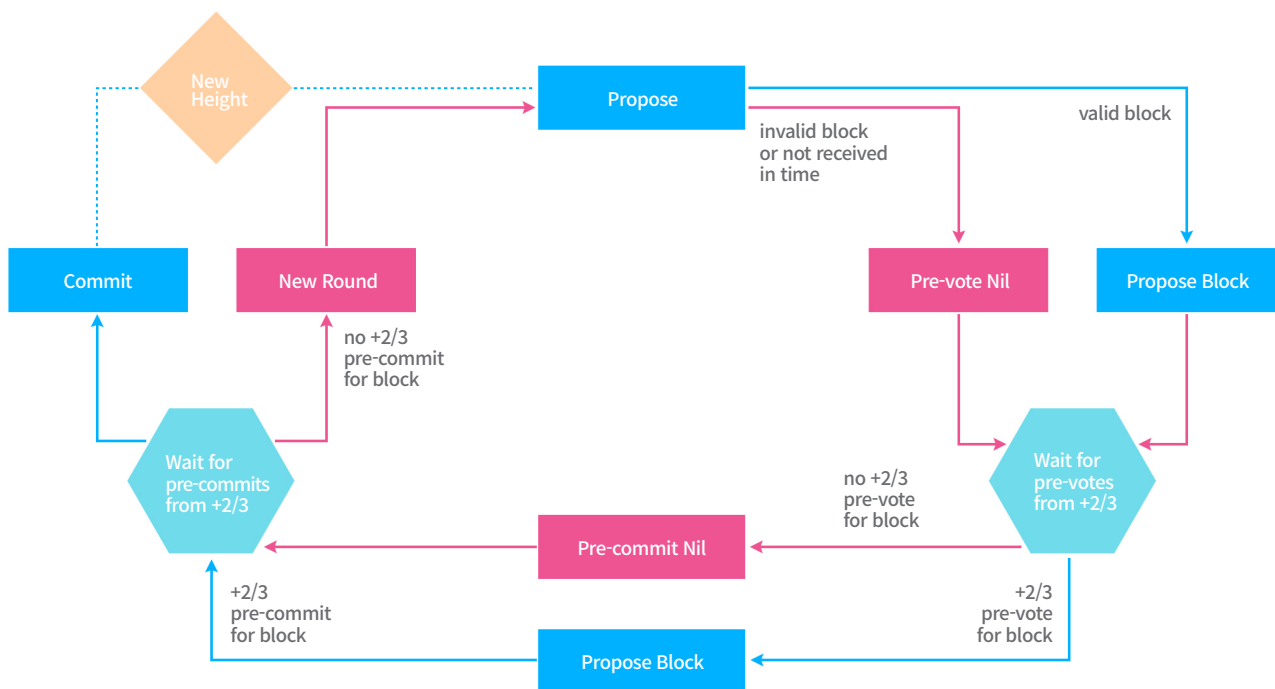 New
Height
Propose
valid block
invalid block
or not received
in time
Commit
New Round
Pre-vote Nil
Propose Block
no +2/3
pre-commit
for block
Wait for
pre-commits
from +2/3
Wait for
pre-votes
from +2/3
no +2/3
pre-vote
for block
Pre-commit Nil
+2/3
pre-commit
for block
+2/3
pre-vote
for block
Propose Block